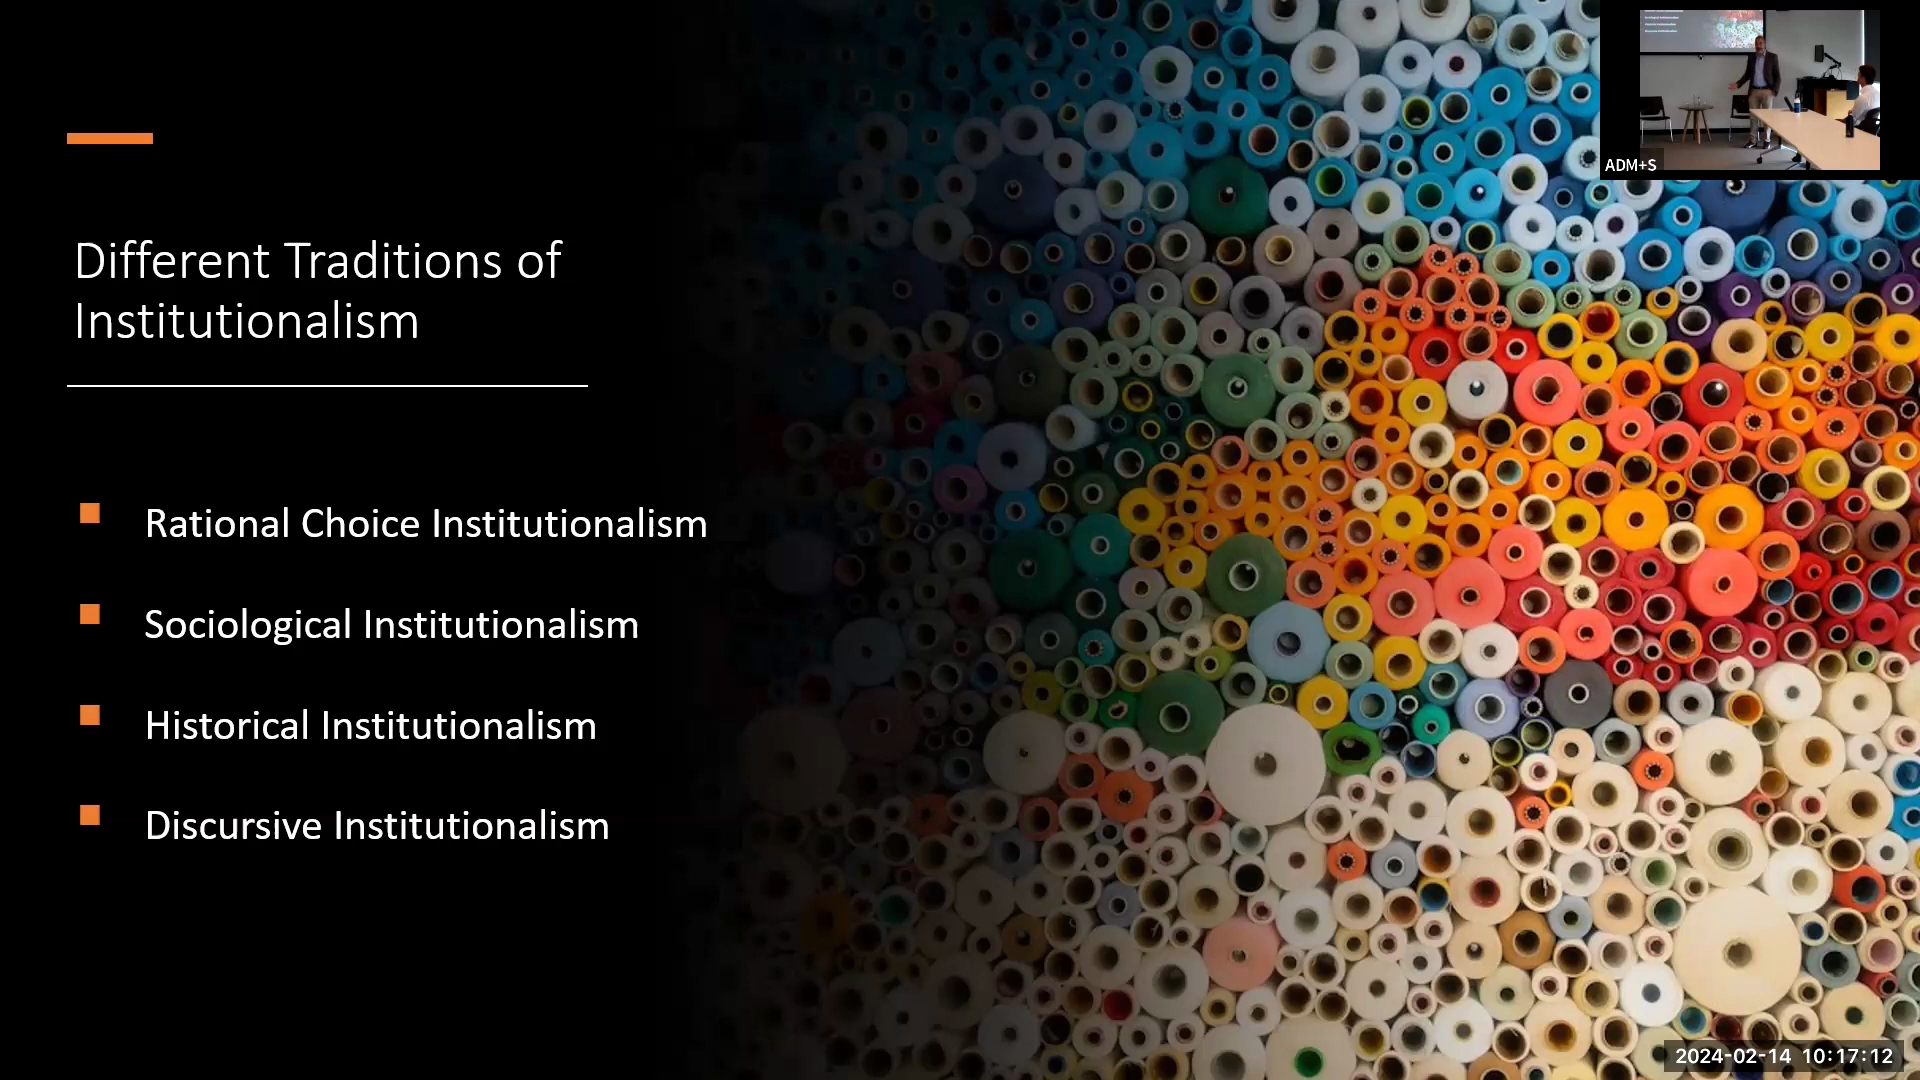 ADM+S
Different Traditions of
Institutionalism
Rational Choice Institutionalism
Sociological Institutionalism
Historical Institutionalism
Discursive Institutionalism
2024-02-14 10:17:12